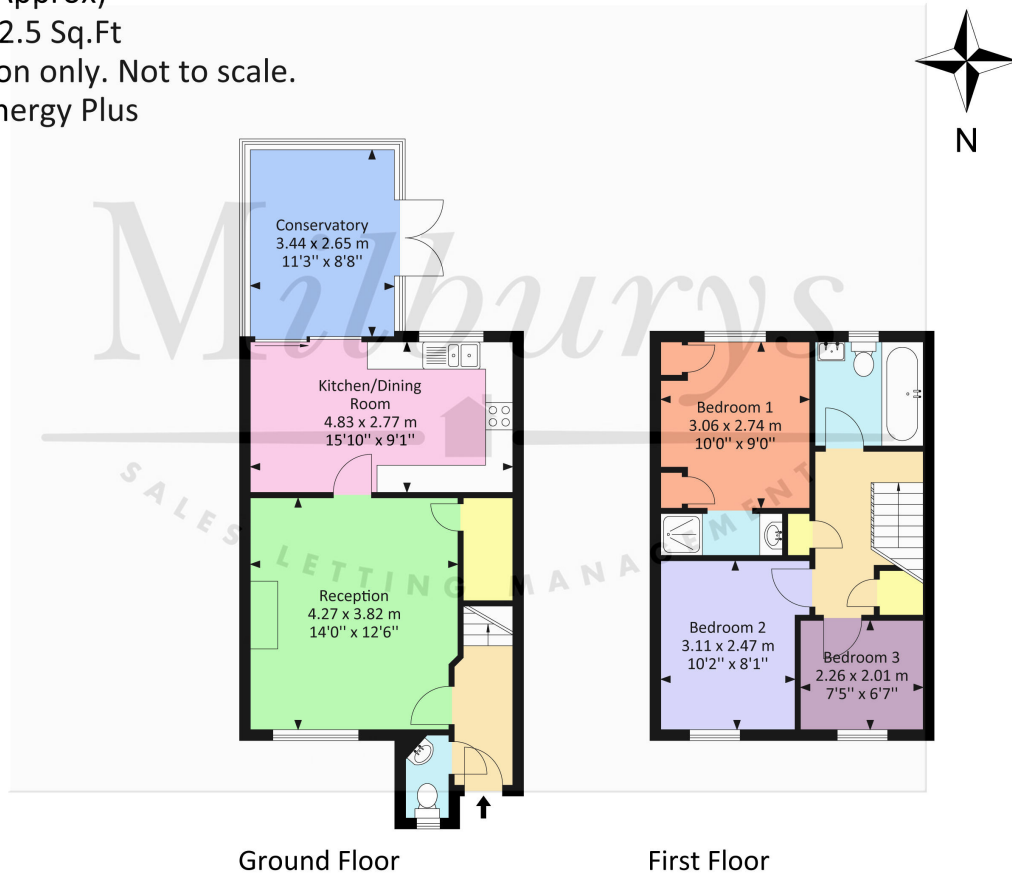 Approx)
2.5 Sq.Ft
on only. Not to scale.
nergy Plus
N
Milburys
SALES LETTING MANAGEMENT
Conservatory
3.44 x 2.65 m
11'3'' x 8'8''
Kitchen/Dining
Room
4.83 x 2.77 m
15'10'' x 9'1''
Reception
4.27 x 3.82 m
14'0'' x 12'6''
Bedroom 1
3.06 x 2.74 m
10'0'' x 9'0''
Bedroom 2
3.11 x 2.47 m
10'2'' x 8'1''
Bedroom 3
2.26 x 2.01 m
7'5'' x 6'7''
Ground Floor
First Floor